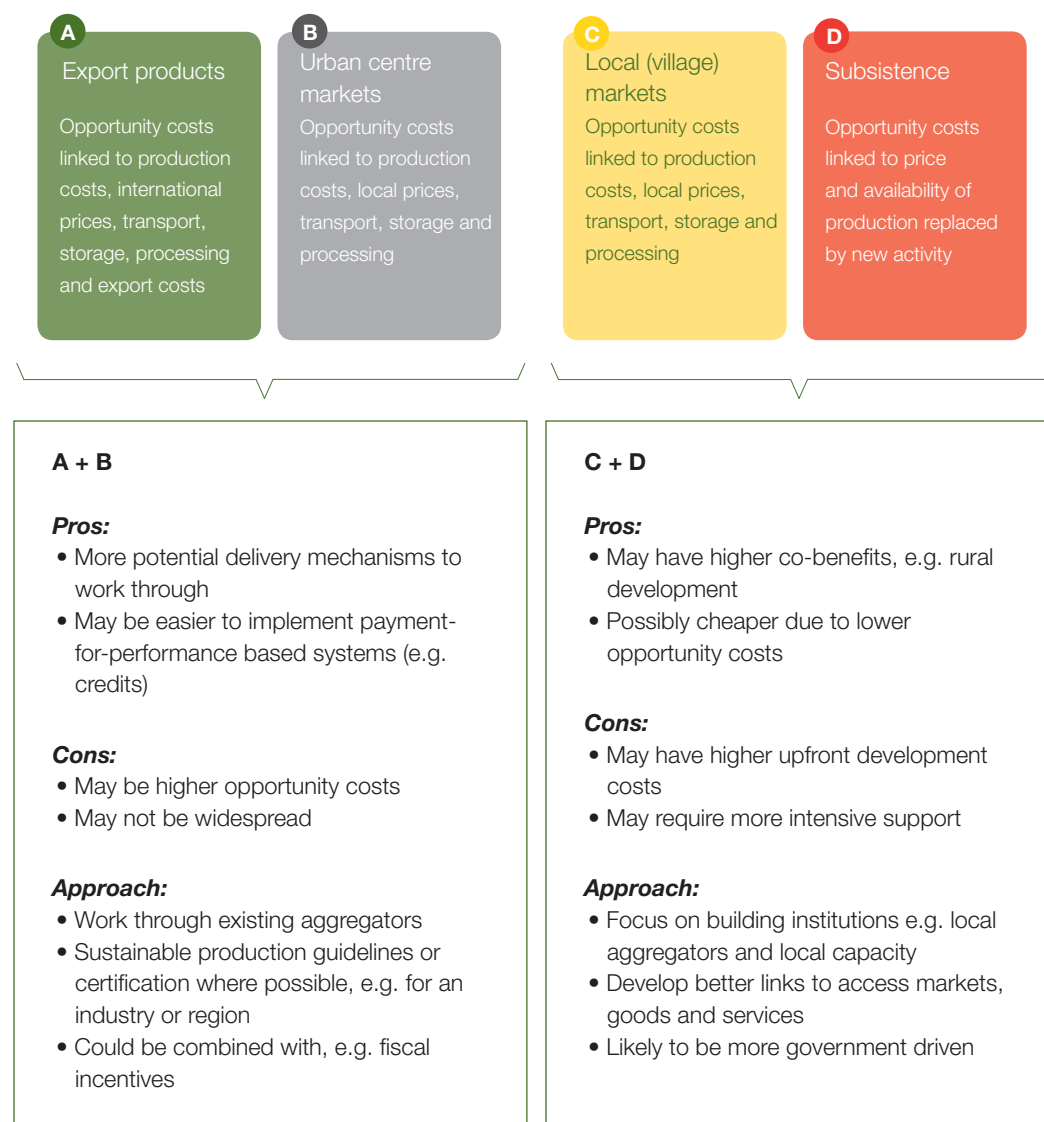 A
Export products
Opportunity costs
linked to production
costs, international
prices, transport,
storage, processing
and export costs
B
Urban centre
markets
Opportunity costs
linked to production
costs, local prices,
transport, storage and
processing
C
Local (village)
markets
Opportunity costs
linked to production
costs, local prices,
transport, storage and
processing
D
Subsistence
Opportunity costs
linked to price
and availability of
production replaced
by new activity
A + B
Pros:
• More potential delivery mechanisms to
work through
• May be easier to implement payment-
for-performance based systems (e.g.
credits)
Cons:
• May be higher opportunity costs
• May not be widespread
Approach:
• Work through existing aggregators
• Sustainable production guidelines or
certification where possible, e.g. for an
industry or region
• Could be combined with, e.g. fiscal
incentives
C + D
Pros:
• May have higher co-benefits, e.g. rural
development
• Possibly cheaper due to lower
opportunity costs
Cons:
• May have higher upfront development
costs
• May require more intensive support
Approach:
• Focus on building institutions e.g. local
aggregators and local capacity
• Develop better links to access markets,
goods and services
• Likely to be more government driven